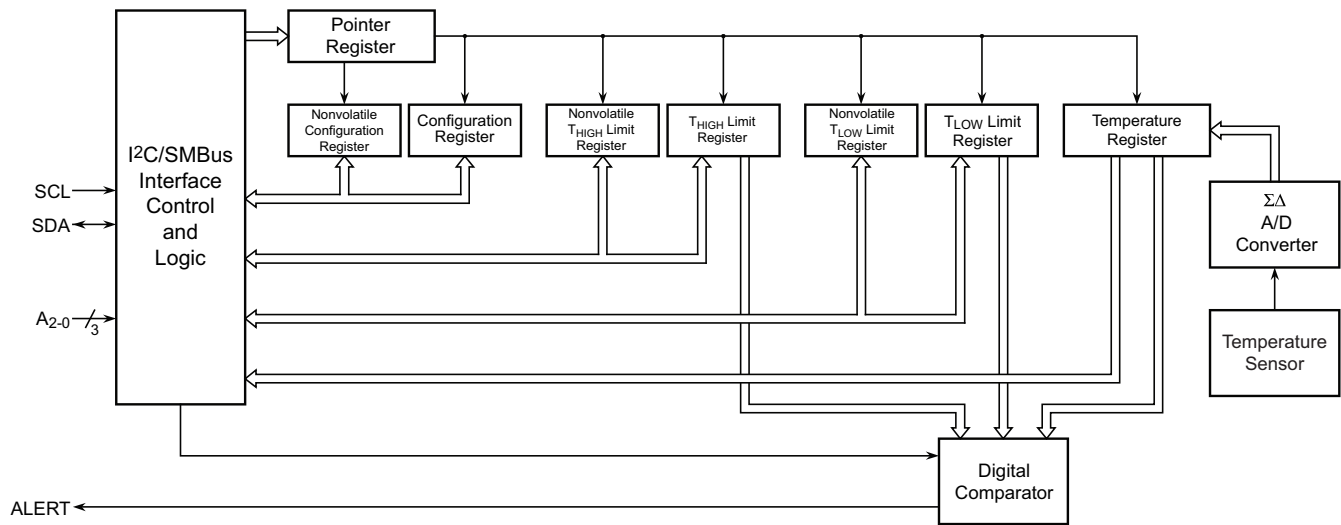 Pointer
Register
Nonvolatile
Configuration
Register
Configuration
Register
Nonvolatile
THIGH Limit
Register
THIGH Limit
Register
Nonvolatile
TLOW Limit
Register
TLOW Limit
Register
Temperature
Register
I2C/SMBus
Interface
Control
and
Logic
SCL
SDA
A2-0
3
ΣΔ
A/D
Converter
Temperature
Sensor
Digital
Comparator
ALERT